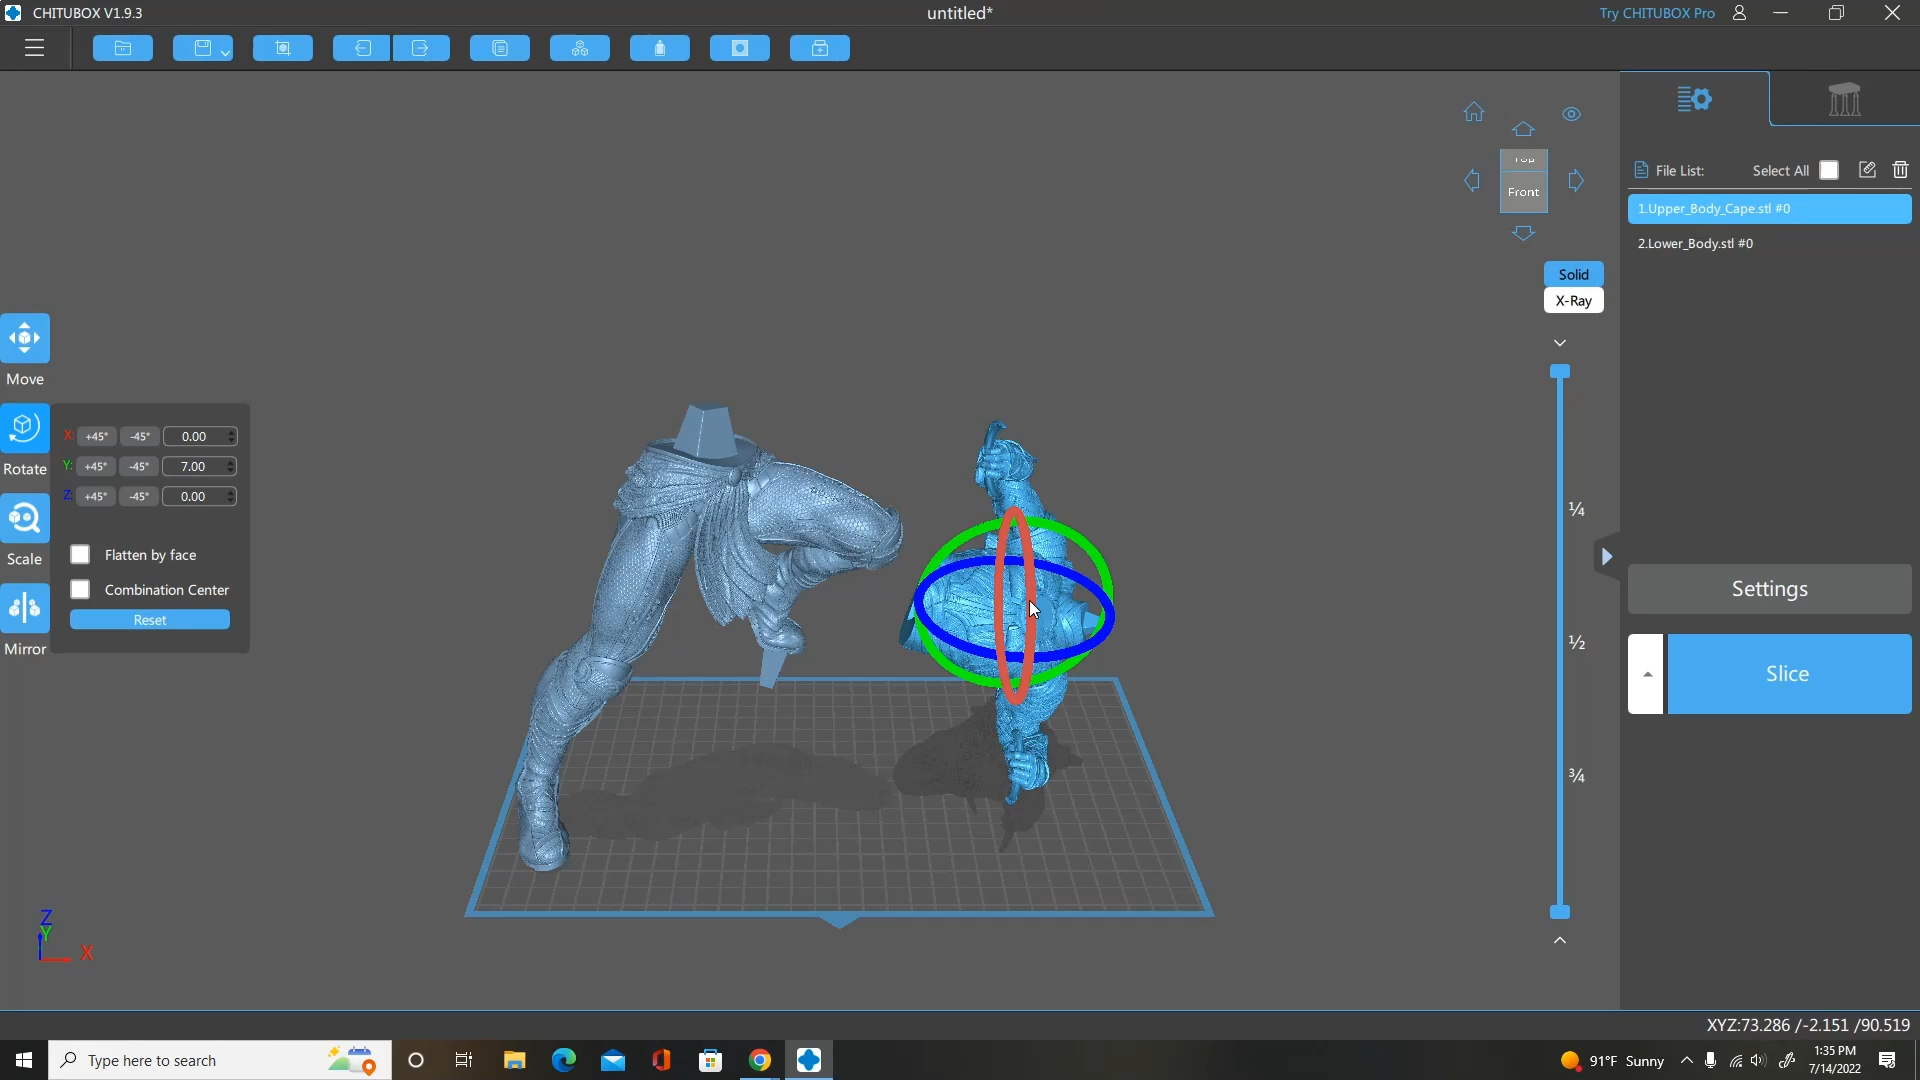 CHITUBOX V1.9.3
untitled*
Try CHITUBOX Pro
Top
Front
File List:
Select All
1.Upper_Body_Cape.stl #0
2.Lower_Body.stl #0
Solid
X-Ray
Move
Rotate
Scale
Mirror
X: +45° -45° 0.00
Y: +45° -45° 7.00
Z: +45° -45° 0.00
Flatten by face
Combination Center
Reset
¼
½
¾
Settings
Slice
Z
Y
X
XYZ:73.286 /-2.151 /90.519
Type here to search
91°F Sunny
1:35 PM
7/14/2022